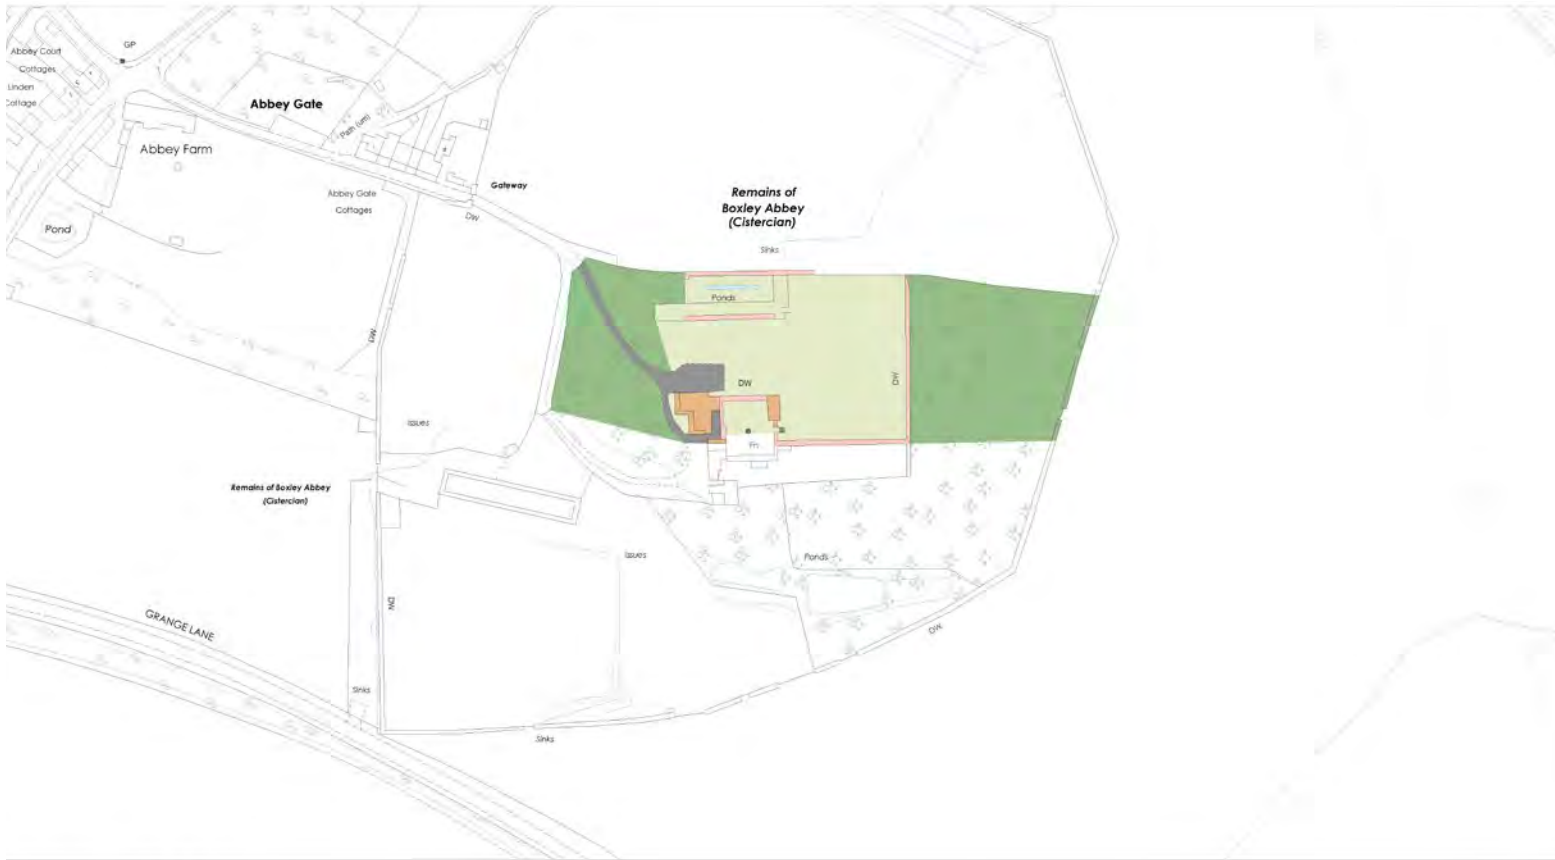 GP
Abbey Court
Cottages
Linden
Cottage
Abbey Gate
Path (um)
Abbey Farm
Gateway
Abbey Gate
Cottages
DW
Pond
Remains of
Boxley Abbey
(Cistercian)
Sinks
Ponds
DW
DW
DW
Issues
Fn
Remains of Boxley Abbey
(Cistercian)
Issues
Ponds
DW
GRANGE LANE
DW
Sinks
Sinks